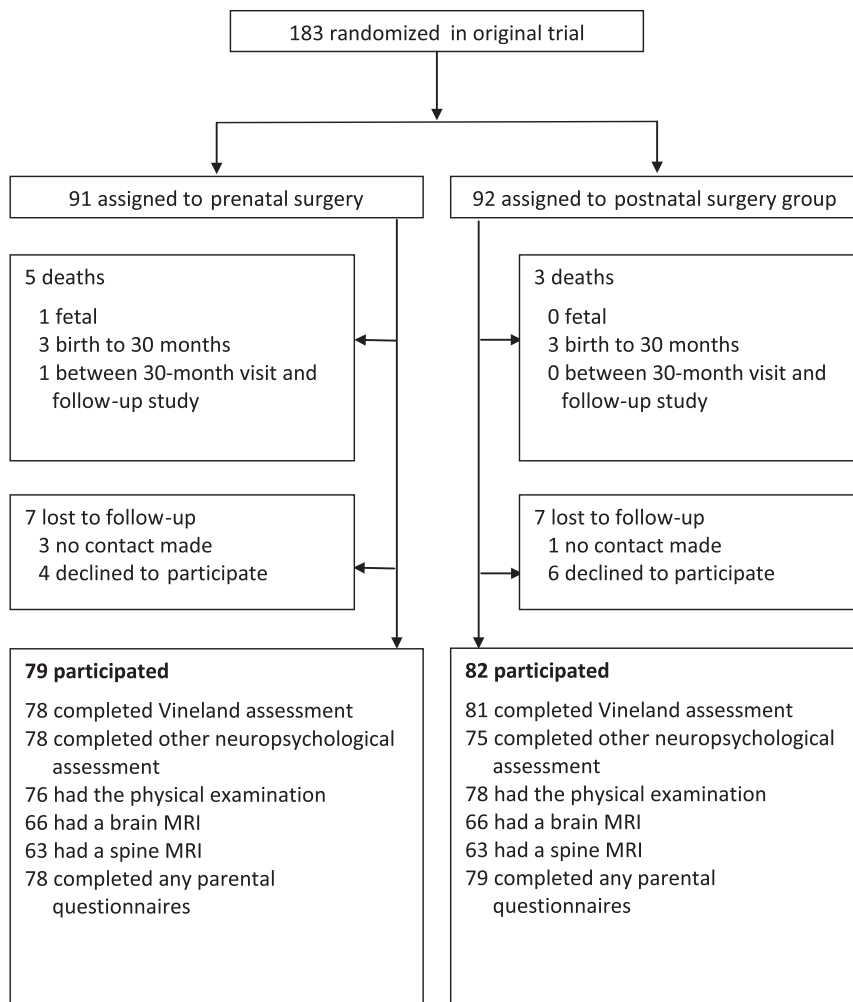 183 randomized in original trial
91 assigned to prenatal surgery
92 assigned to postnatal surgery group
5 deaths
1 fetal
3 birth to 30 months
1 between 30-month visit and
follow-up study
3 deaths
0 fetal
3 birth to 30 months
0 between 30-month visit and
follow-up study
7 lost to follow-up
3 no contact made
4 declined to participate
7 lost to follow-up
1 no contact made
6 declined to participate
79 participated
78 completed Vineland assessment
78 completed other neuropsychological
assessment
76 had the physical examination
66 had a brain MRI
63 had a spine MRI
78 completed any parental
questionnaires
82 participated
81 completed Vineland assessment
75 completed other neuropsychological
assessment
78 had the physical examination
66 had a brain MRI
63 had a spine MRI
79 completed any parental
questionnaires